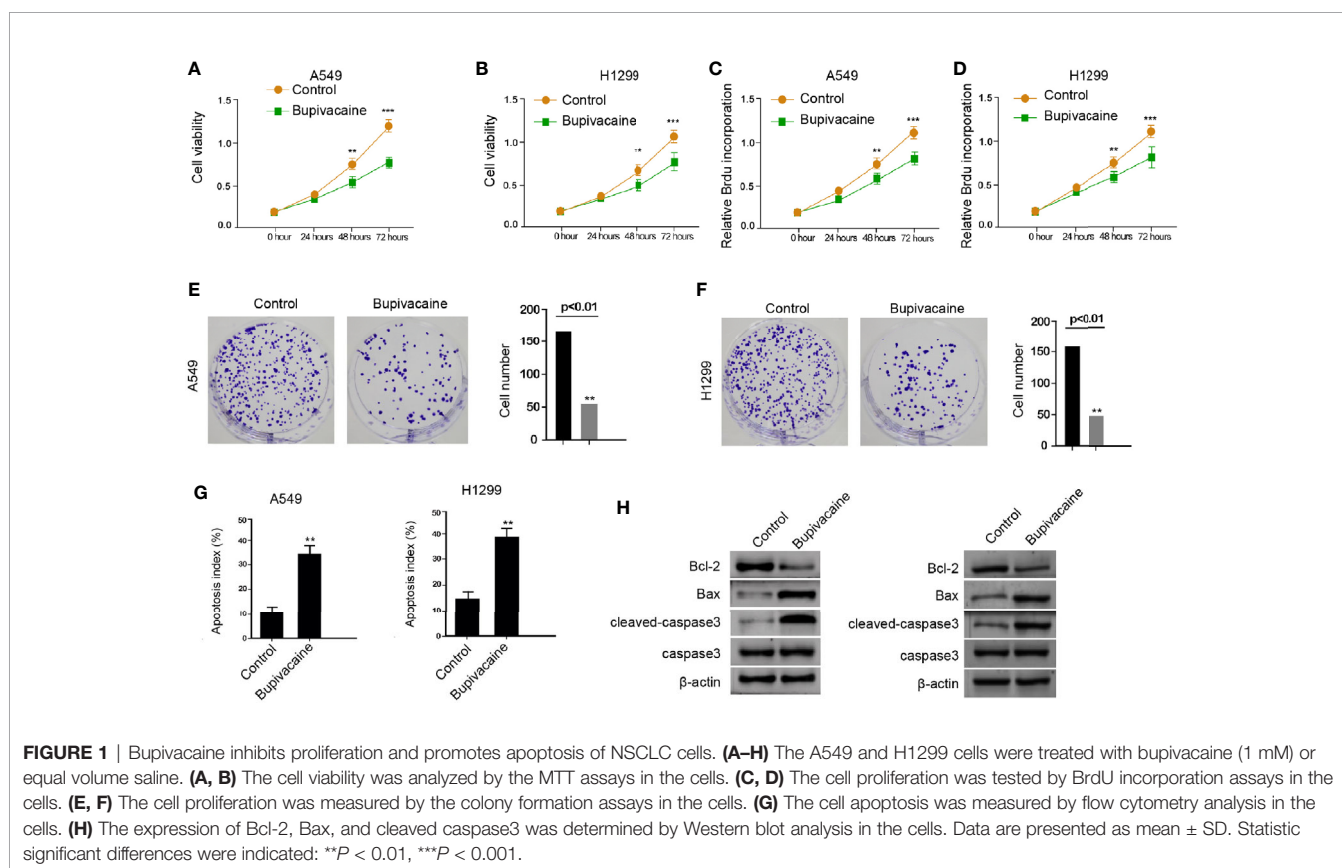 A
A549
Control
Bupivacaine
Cell viability
1.5
1.0
0.5
0.0
**
***
0 hour
24 hours
48 hours
72 hours
B
H1299
Control
Bupivacaine
Cell viability
1.5
1.0
0.5
0.0
**
***
0 hour
24 hours
48 hours
72 hours
C
A549
Control
Bupivacaine
Relative Brdu incorporation
1.5
1.0
0.5
0.0
**
***
0 hour
24 hours
48 hours
72 hours
D
H1299
Control
Bupivacaine
Relative Brdu incorporation
1.5
1.0
0.5
0.0
**
***
0 hour
24 hours
48 hours
72 hours
E
Control
Bupivacaine
A549
p<0.01
Cell number
200
150
100
50
0
**
F
Control
Bupivacaine
H1299
p<0.01
Cell number
200
150
100
50
0
**
G
A549
Apoptosis index (%)
50
40
30
20
10
0
**
Control
Bupivacaine
H1299
Apoptosis index (%)
50
40
30
20
10
0
**
Control
Bupivacaine
H
Control
Bupivacaine
Bcl-2
Bax
cleaved-caspase3
caspase3
β-actin
Control
Bupivacaine
Bcl-2
Bax
cleaved-caspase3
caspase3
β-actin
FIGURE 1 | Bupivacaine inhibits proliferation and promotes apoptosis of NSCLC cells. (A–H) The A549 and H1299 cells were treated with bupivacaine (1 mM) or
equal volume saline. (A, B) The cell viability was analyzed by the MTT assays in the cells. (C, D) The cell proliferation was tested by BrdU incorporation assays in the
cells. (E, F) The cell proliferation was measured by the colony formation assays in the cells. (G) The cell apoptosis was measured by flow cytometry analysis in the
cells. (H) The expression of Bcl-2, Bax, and cleaved caspase3 was determined by Western blot analysis in the cells. Data are presented as mean ± SD. Statistic
significant differences were indicated: **P < 0.01, ***P < 0.001.